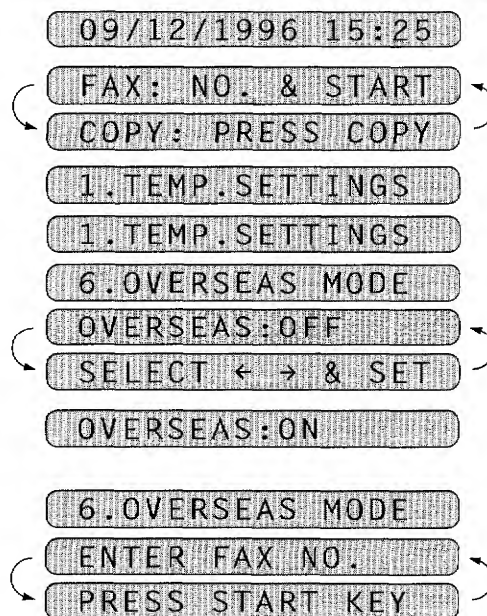 09/12/1996 15:25
FAX: NO. & START
COPY: PRESS COPY
1.TEMP.SETTINGS
1.TEMP.SETTINGS
6.OVERSEAS MODE
OVERSEAS:OFF
SELECT ← → & SET
OVERSEAS:ON
6.OVERSEAS MODE
ENTER FAX NO.
PRESS START KEY